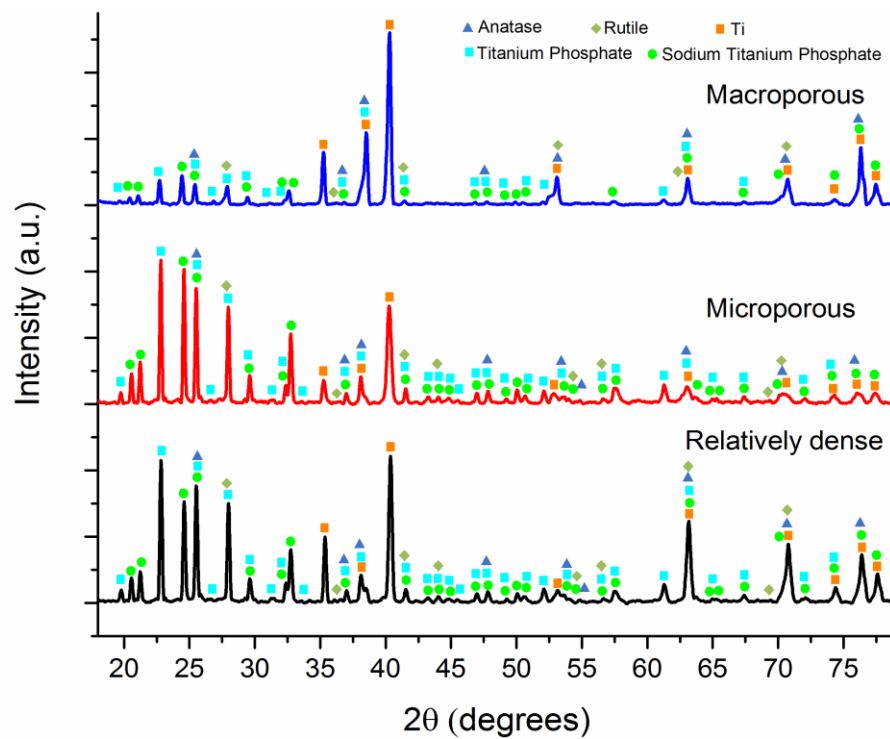 Anatase Rutile Ti
Titanium Phosphate Sodium Titanium Phosphate
Macroporous
Microporous
Relatively dense
Intensity (a.u.)
20 25 30 35 40 45 50 55 60 65 70 75
2θ (degrees)